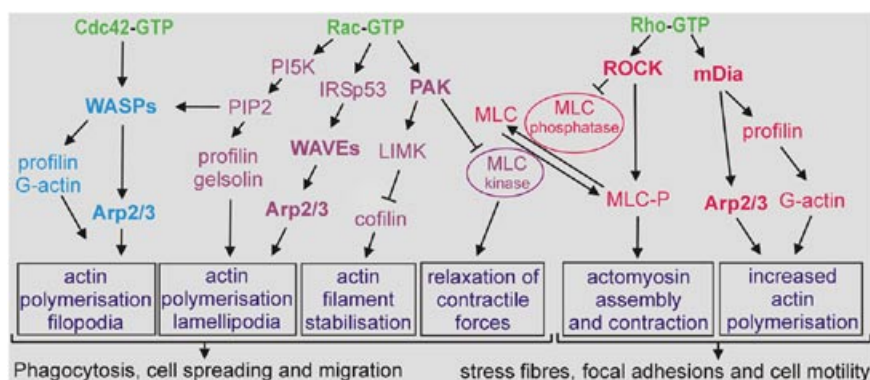 Cdc42-GTP
Rac-GTP
Rho-GTP
PI5K
IRSp53
PAK
ROCK
mDia
WASPs
PIP2
MLC
MLC
phosphatase
profilin
profilin
G-actin
profilin
gelsolin
WAVEs
LIMK
MLC
kinase
MLC-P
Arp2/3
Arp2/3
cofilin
Arp2/3
G-actin
actin
polymerisation
filopodia
actin
polymerisation
lamellipodia
actin
filament
stabilisation
relaxation of
contractile
forces
actomyosin
assembly
and contraction
increased
actin
polymerisation
Phagocytosis, cell spreading and migration
stress fibres, focal adhesions and cell motility